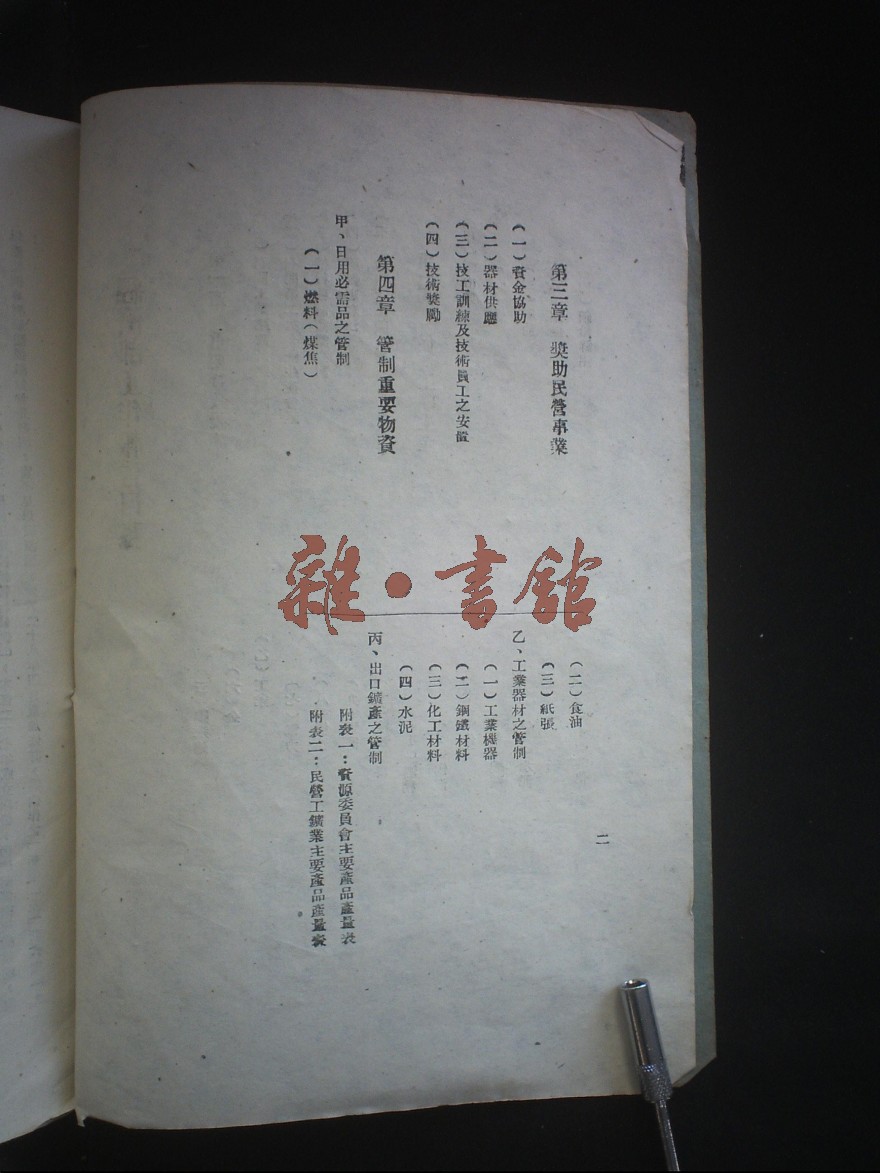 第三章　獎助民營事業
（一）資金協助
（二）器材供應
（三）技工訓練及技術員工之安置
（四）技術獎勵
第四章　管制重要物資
甲、日用必需品之管制
（一）燃料（煤焦）
（二）食油
（三）紙張
乙、工業器材之管制
（一）工業機器
（二）鋼鐵材料
（三）化工材料
（四）水泥
丙、出口鑛產之管制
附表一：資源委員會主要產品產量表
附表二：民營工鑛業主要產品產量表
二
雜·書館